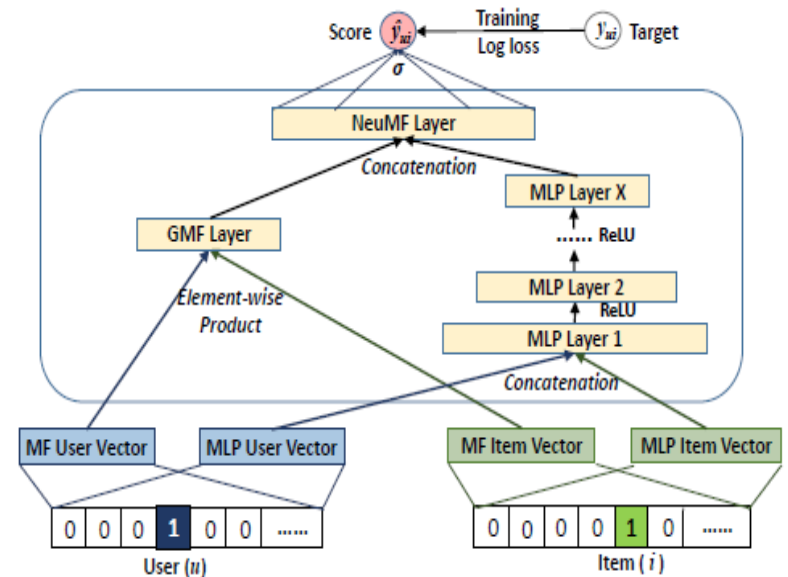 Score ŷui Training yui Target
Log loss
σ
NeuMF Layer
Concatenation
MLP Layer X
GMF Layer
...... ReLU
Element-wise
Product
MLP Layer 2
ReLU
MLP Layer 1
Concatenation
MF User Vector MLP User Vector MF Item Vector MLP Item Vector
0 0 0 1 0 0 ...... 0 0 0 0 1 0 ......
User (u) Item ( i )